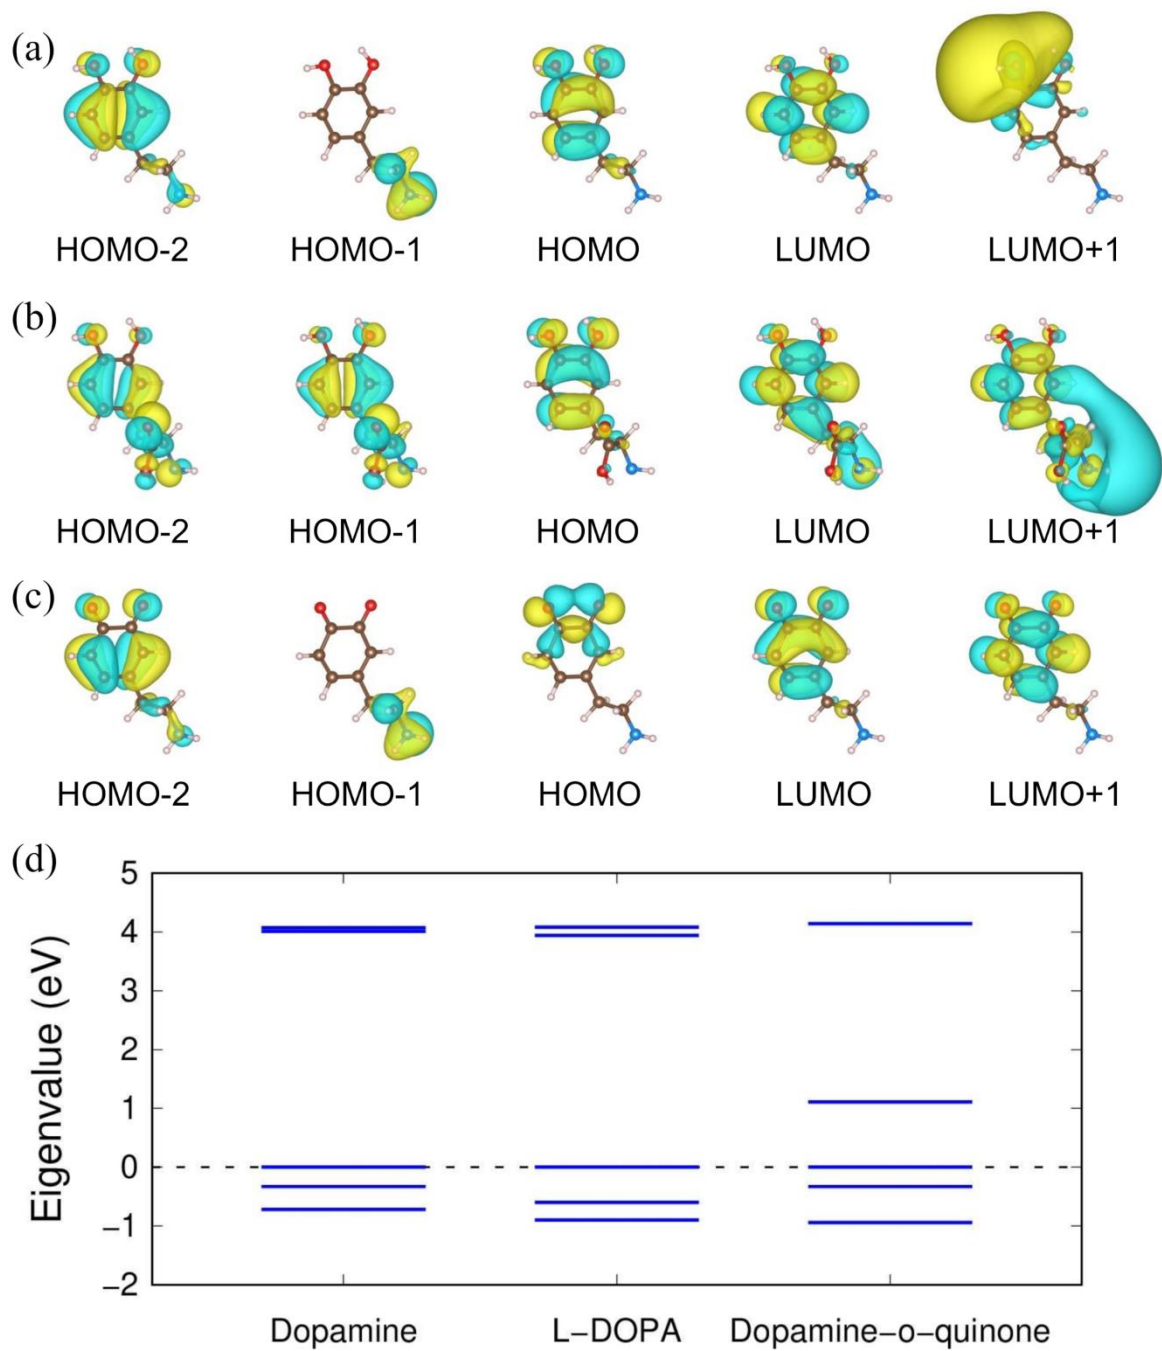 (a)
HOMO-2 HOMO-1 HOMO LUMO LUMO+1
(b)
HOMO-2 HOMO-1 HOMO LUMO LUMO+1
(c)
HOMO-2 HOMO-1 HOMO LUMO LUMO+1
(d)
Eigenvalue (eV)
5
4
3
2
1
0
−1
−2
Dopamine L−DOPA Dopamine−o−quinone